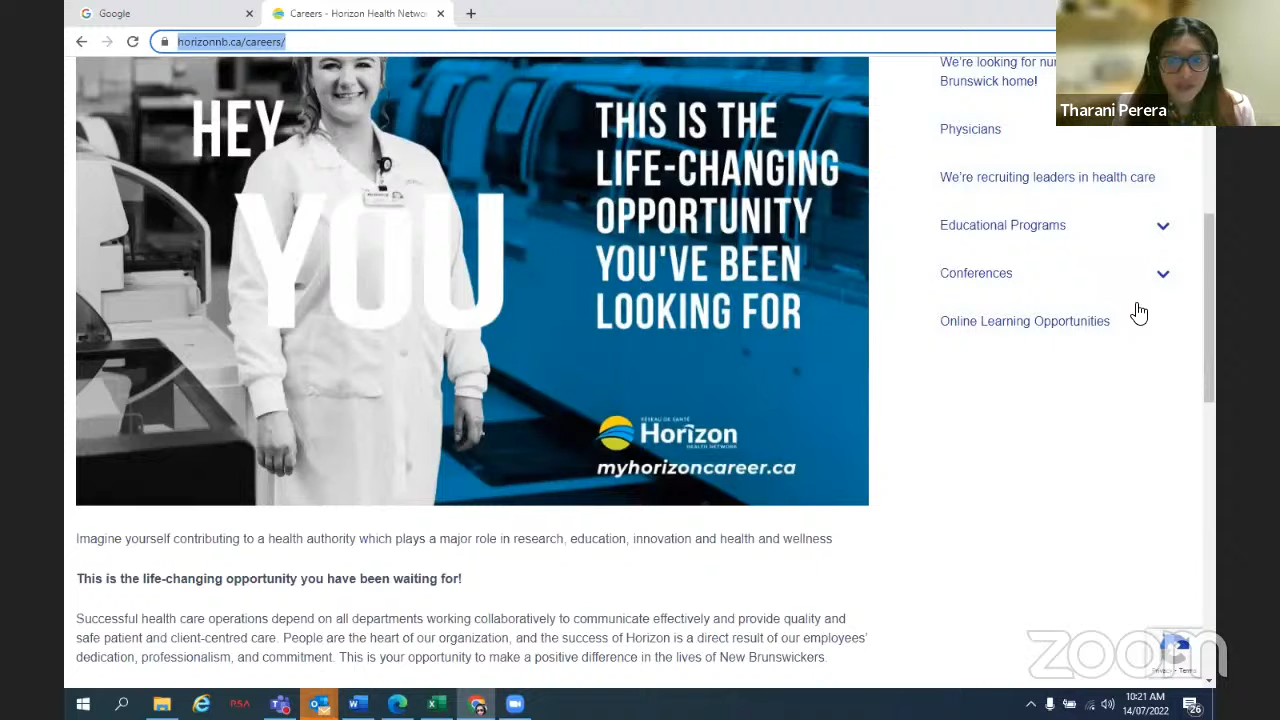 Google
Careers - Horizon Health Netwo
horizonnb.ca/careers/
Tharani Perera
We're looking for nur
Brunswick home!
Physicians
We're recruiting leaders in health care
Educational Programs
Conferences
Online Learning Opportunities
HEY
YOU
THIS IS THE
LIFE-CHANGING
OPPORTUNITY
YOU'VE BEEN
LOOKING FOR
RÉSEAU DE SANTÉ
Horizon
HEALTH NETWORK
myhorizoncareer.ca
Imagine yourself contributing to a health authority which plays a major role in research, education, innovation and health and wellness
This is the life-changing opportunity you have been waiting for!
Successful health care operations depend on all departments working collaboratively to communicate effectively and provide quality and
safe patient and client-centred care. People are the heart of our organization, and the success of Horizon is a direct result of our employees'
dedication, professionalism, and commitment. This is your opportunity to make a positive difference in the lives of New Brunswickers.
zoom
Privacy - Terms
PSA
10:21 AM
14/07/2022
26